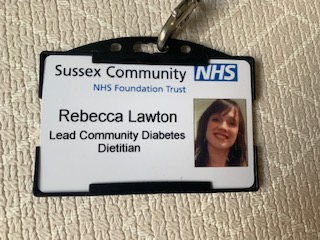 Sussex Community NHS
NHS Foundation Trust
Rebecca Lawton
Lead Community Diabetes
Dietitian